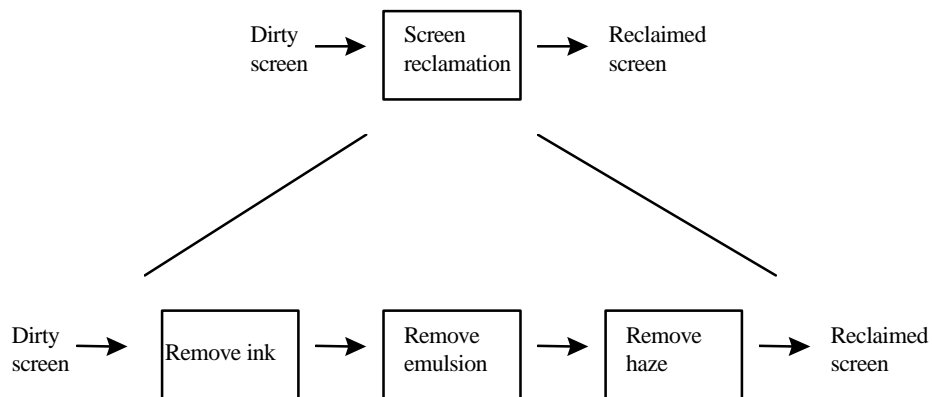 Dirty
screen
Screen
reclamation
Reclaimed
screen
Dirty
screen
Remove ink
Remove
emulsion
Remove
haze
Reclaimed
screen